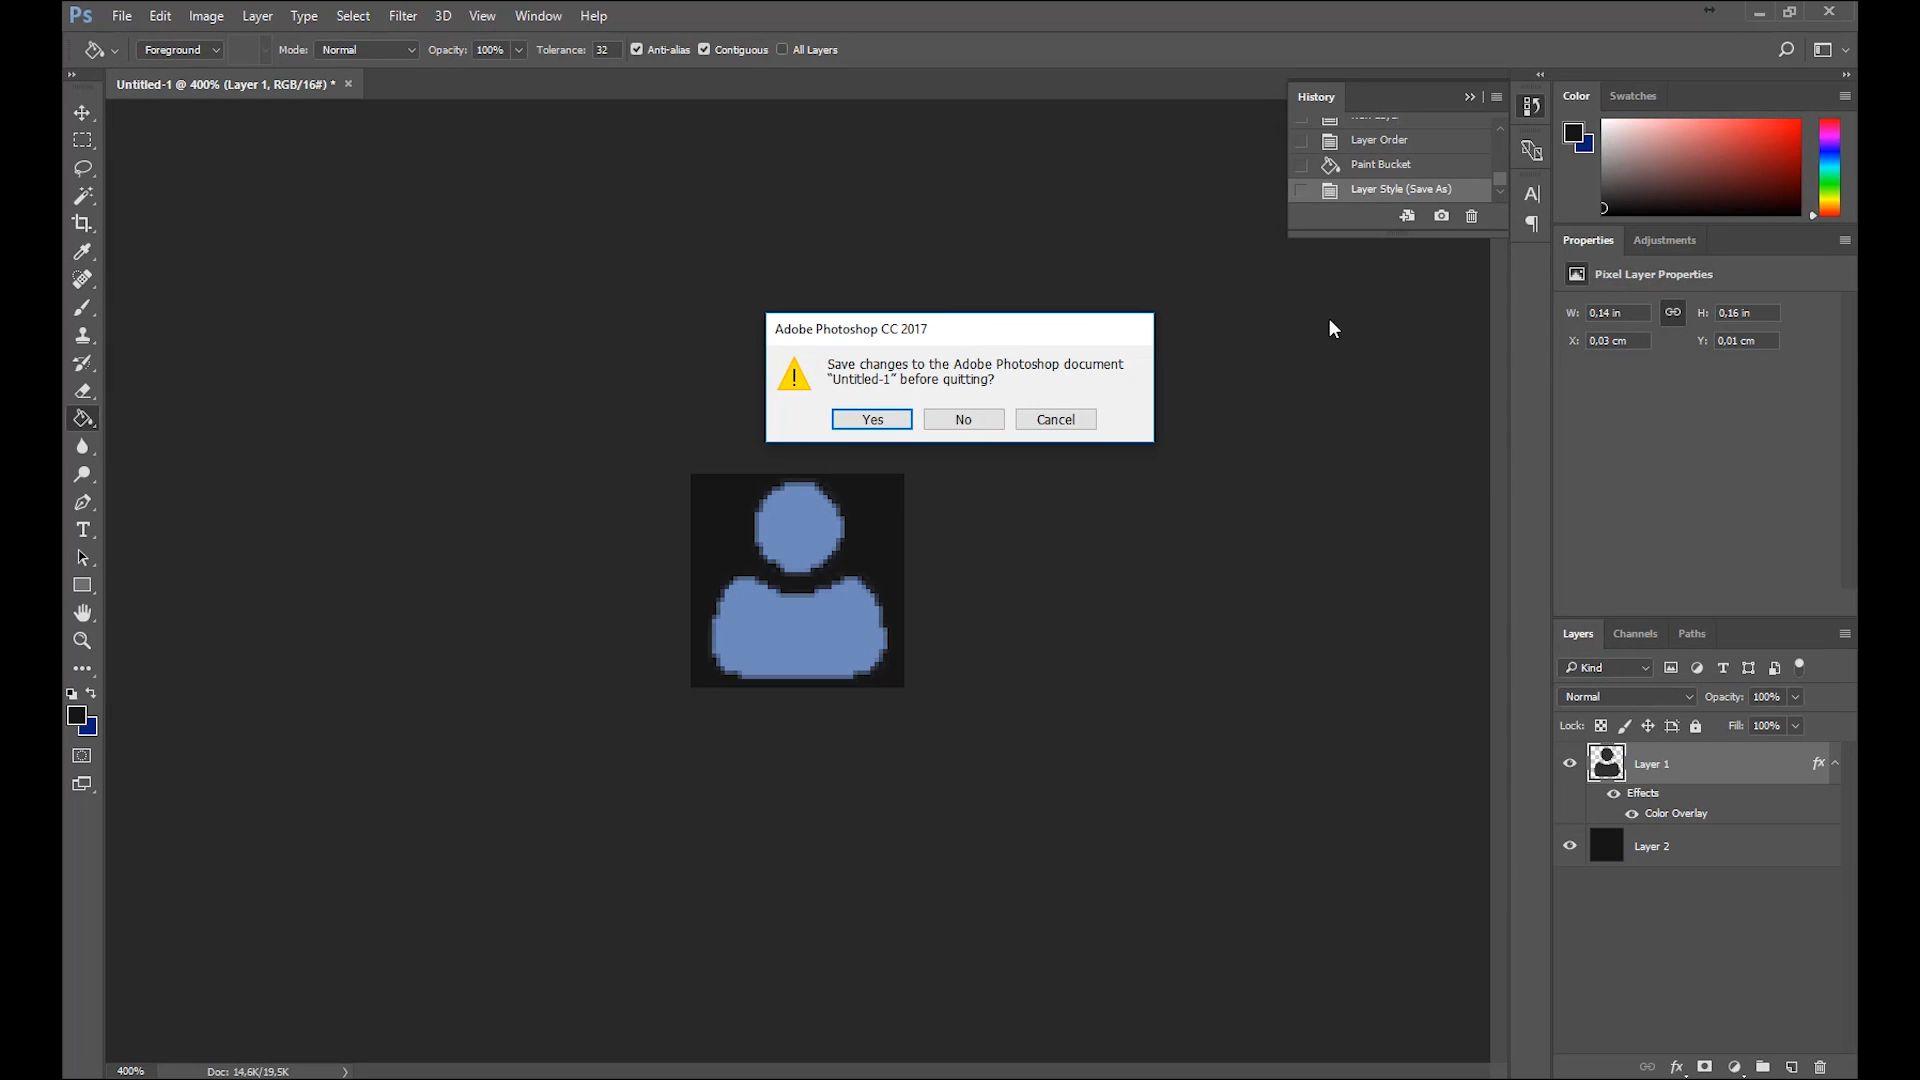 Ps File Edit Image Layer Type Select Filter 3D View Window Help
Foreground Mode: Normal Opacity: 100% Tolerance: 32 Anti-alias Contiguous All Layers
Untitled-1 @ 400% (Layer 1, RGB/16#) * ×
History
Layer Order
Paint Bucket
Layer Style (Save As)
Color Swatches
Properties Adjustments
Pixel Layer Properties
W: 0,14 in H: 0,16 in
X: 0,03 cm Y: 0,01 cm
Adobe Photoshop CC 2017
Save changes to the Adobe Photoshop document
“Untitled-1” before quitting?
Yes No Cancel
Layers Channels Paths
Kind
Normal Opacity: 100%
Lock: Fill: 100%
Layer 1 fx
Effects
Color Overlay
Layer 2
fx
400% Doc: 14,6K/19,5K